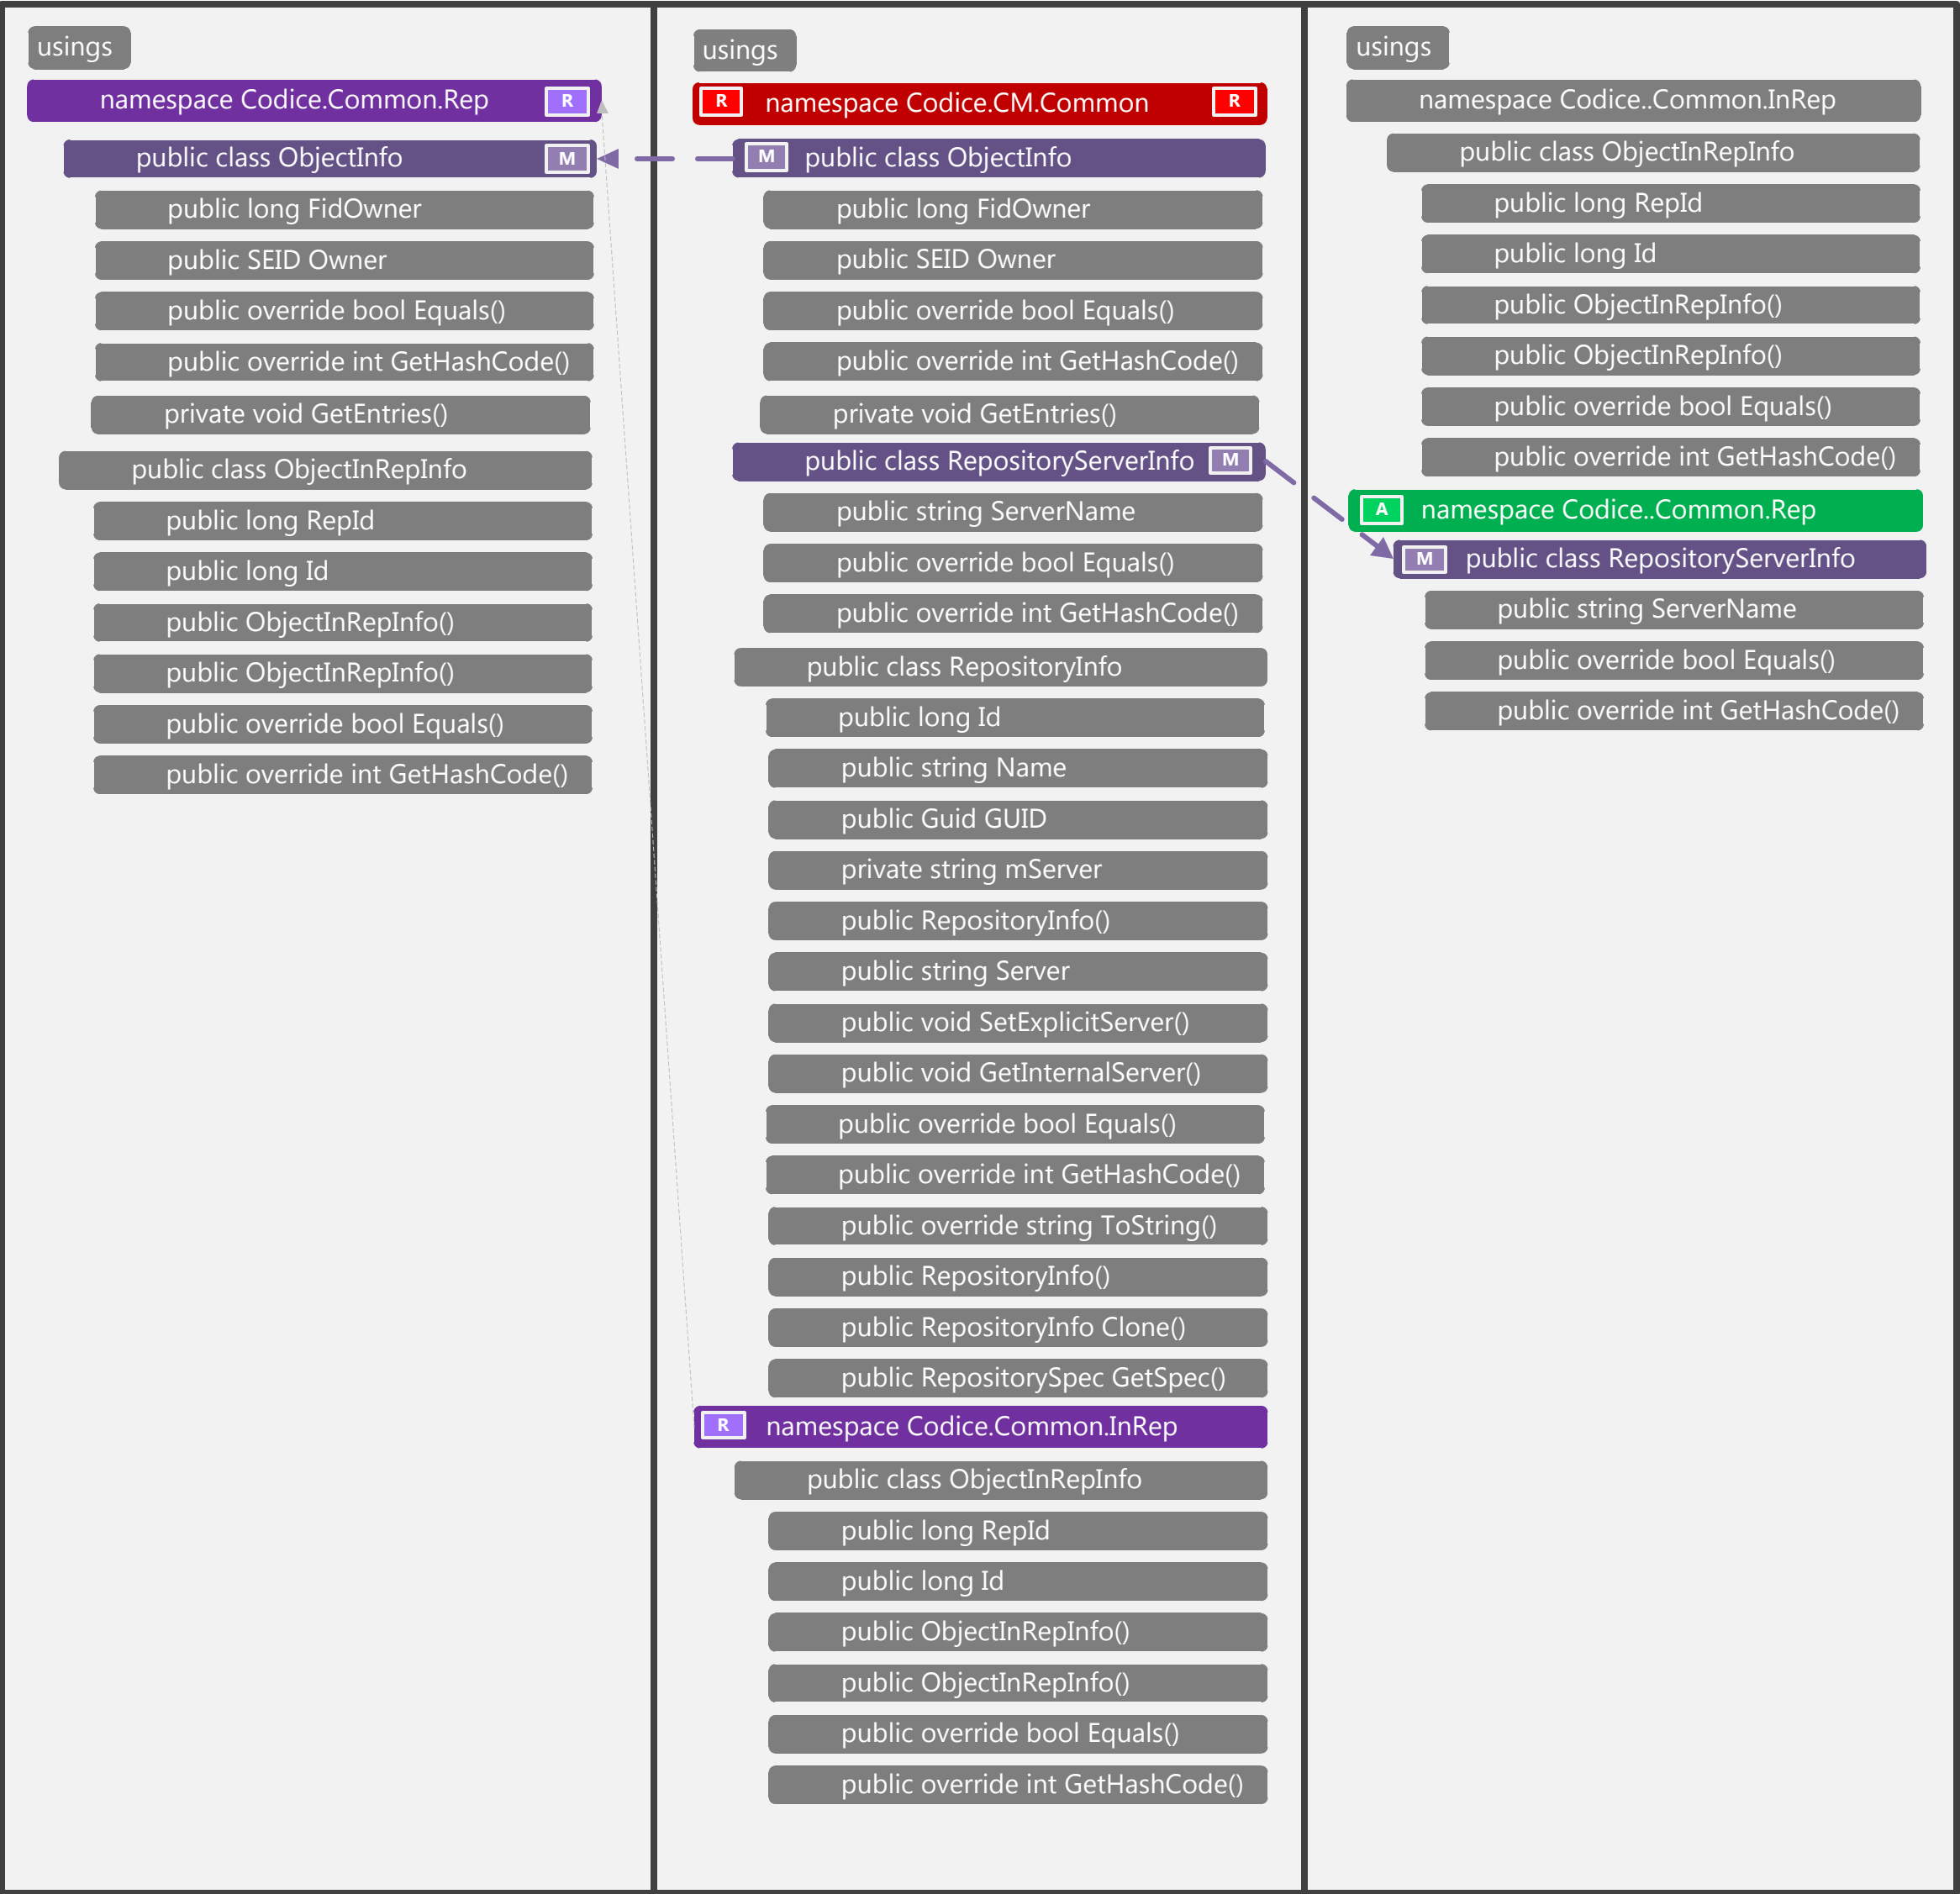 usings
namespace Codice.Common.Rep R
public class ObjectInfo M
public long FidOwner
public SEID Owner
public override bool Equals()
public override int GetHashCode()
private void GetEntries()
public class ObjectInRepInfo
public long RepId
public long Id
public ObjectInRepInfo()
public ObjectInRepInfo()
public override bool Equals()
public override int GetHashCode()
usings
R namespace Codice.CM.Common R
M public class ObjectInfo
public long FidOwner
public SEID Owner
public override bool Equals()
public override int GetHashCode()
private void GetEntries()
public class RepositoryServerInfo M
public string ServerName
public override bool Equals()
public override int GetHashCode()
public class RepositoryInfo
public long Id
public string Name
public Guid GUID
private string mServer
public RepositoryInfo()
public string Server
public void SetExplicitServer()
public void GetInternalServer()
public override bool Equals()
public override int GetHashCode()
public override string ToString()
public RepositoryInfo()
public RepositoryInfo Clone()
public RepositorySpec GetSpec()
R namespace Codice.Common.InRep
public class ObjectInRepInfo
public long RepId
public long Id
public ObjectInRepInfo()
public ObjectInRepInfo()
public override bool Equals()
public override int GetHashCode()
usings
namespace Codice..Common.InRep
public class ObjectInRepInfo
public long RepId
public long Id
public ObjectInRepInfo()
public ObjectInRepInfo()
public override bool Equals()
public override int GetHashCode()
A namespace Codice..Common.Rep
M public class RepositoryServerInfo
public string ServerName
public override bool Equals()
public override int GetHashCode()